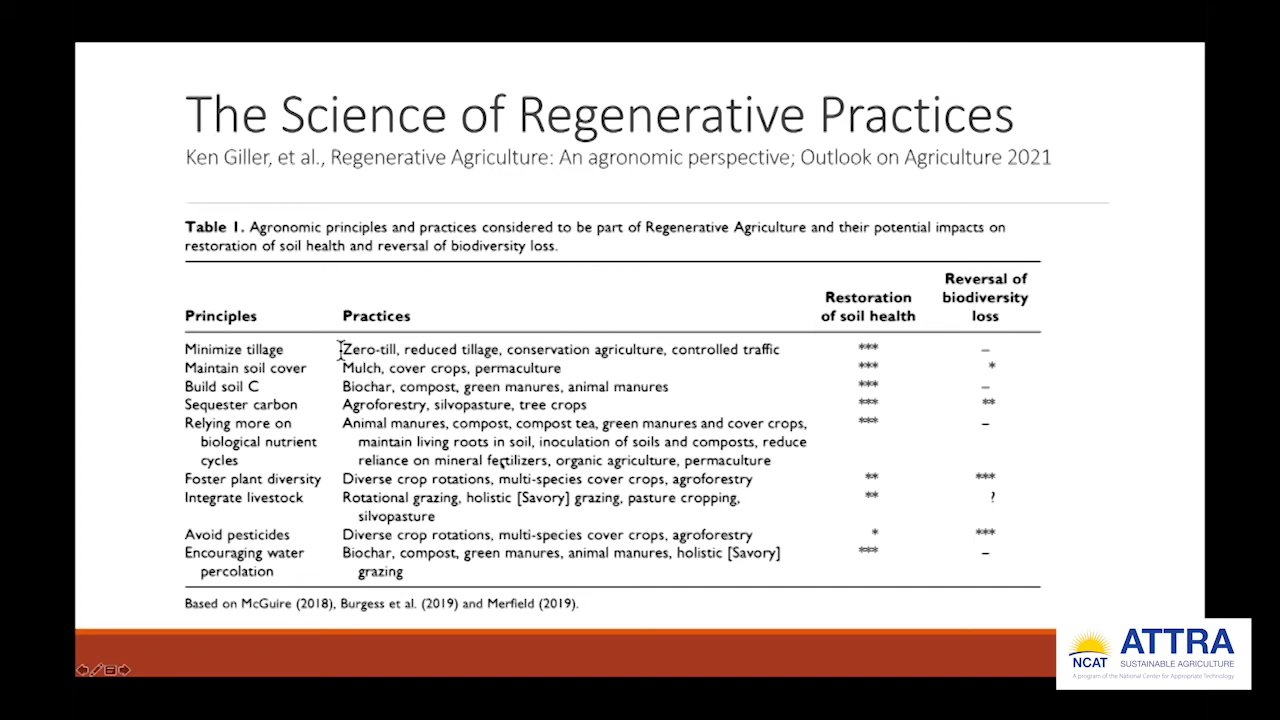 The Science of Regenerative Practices
Ken Giller, et al., Regenerative Agriculture: An agronomic perspective; Outlook on Agriculture 2021
Table 1. Agronomic principles and practices considered to be part of Regenerative Agriculture and their potential impacts on
restoration of soil health and reversal of biodiversity loss.
Principles Practices Restoration of soil health Reversal of biodiversity loss
Minimize tillage Zero-till, reduced tillage, conservation agriculture, controlled traffic *** –
Maintain soil cover Mulch, cover crops, permaculture *** *
Build soil C Biochar, compost, green manures, animal manures *** –
Sequester carbon Agroforestry, silvopasture, tree crops *** **
Relying more on Animal manures, compost, compost tea, green manures and cover crops, *** –
biological nutrient maintain living roots in soil, inoculation of soils and composts, reduce
cycles reliance on mineral fertilizers, organic agriculture, permaculture
Foster plant diversity Diverse crop rotations, multi-species cover crops, agroforestry ** ***
Integrate livestock Rotational grazing, holistic [Savory] grazing, pasture cropping, ** ?
silvopasture
Avoid pesticides Diverse crop rotations, multi-species cover crops, agroforestry * ***
Encouraging water Biochar, compost, green manures, animal manures, holistic [Savory] *** –
percolation grazing
Based on McGuire (2018), Burgess et al. (2019) and Merfield (2019).
NCAT
ATTRA
SUSTAINABLE AGRICULTURE
A program of the National Center for Appropriate Technology